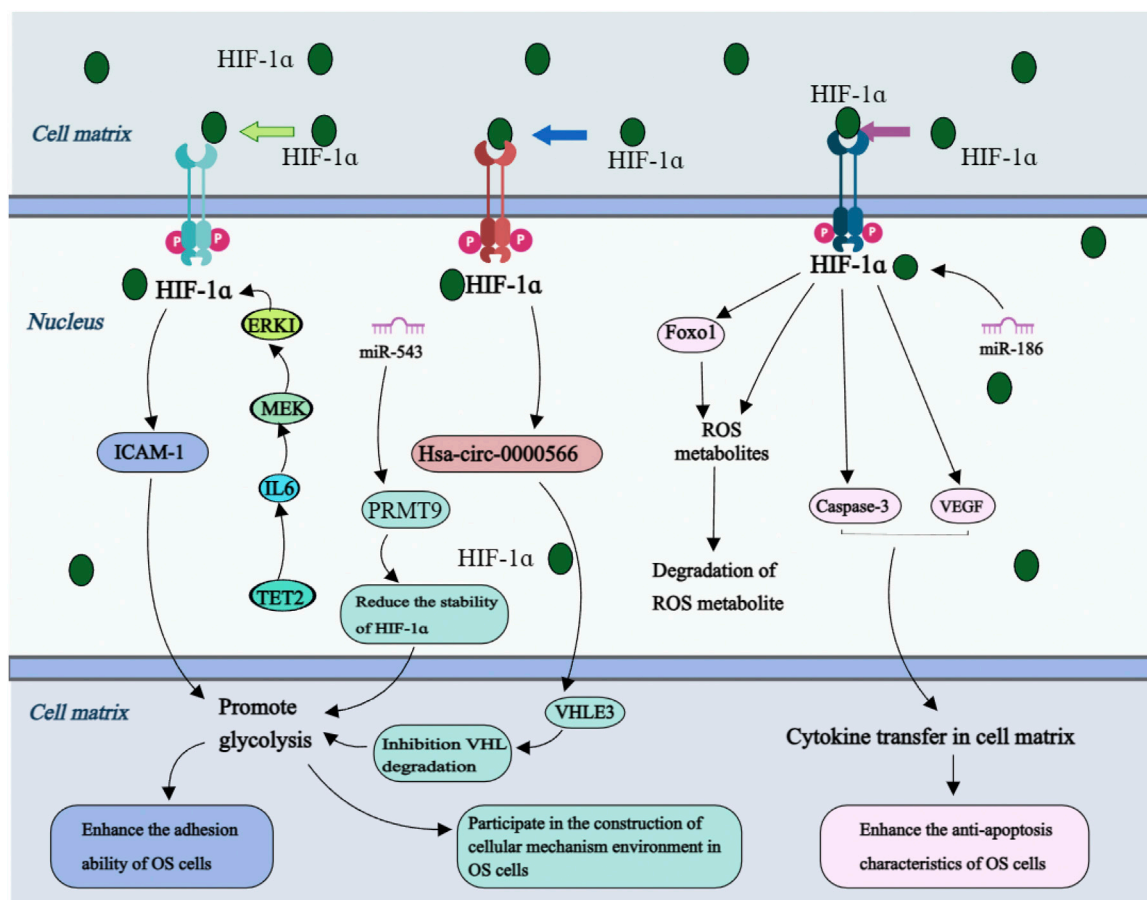 HIF-1α
HIF-1α
Cell matrix
HIF-1α
HIF-1α
HIF-1α
P
P
P
P
P
P
HIF-1α
HIF-1α
HIF-1α
Nucleus
ERKI
miR-543
Foxo1
miR-186
MEK
ICAM-1
Hsa-circ-0000566
ROS
metabolites
IL6
PRMT9
Caspase-3
VEGF
HIF-1α
TET2
Reduce the stability
of HIF-1α
Degradation of
ROS metabolite
Cell matrix
Promote
glycolysis
VHLE3
Inhibition VHL
degradation
Cytokine transfer in cell matrix
Enhance the adhesion
ability of OS cells
Participate in the construction of
cellular mechanism environment in
OS cells
Enhance the anti-apoptosis
characteristics of OS cells